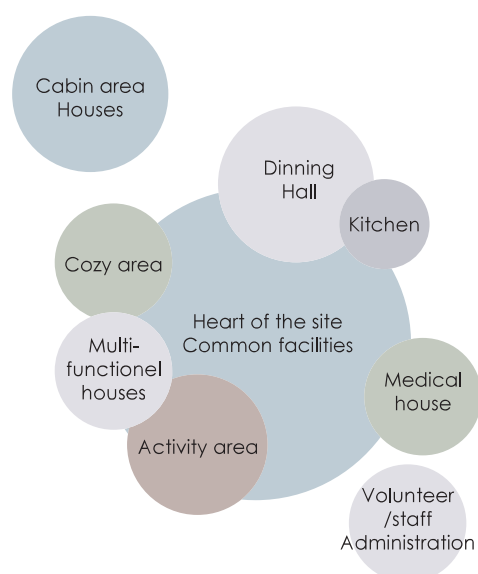 Cabin area
Houses
Dinning
Hall
Kitchen
Cozy area
Heart of the site
Common facilities
Multi-
functionel
houses
Medical
house
Activity area
Volunteer
/staff
Administration